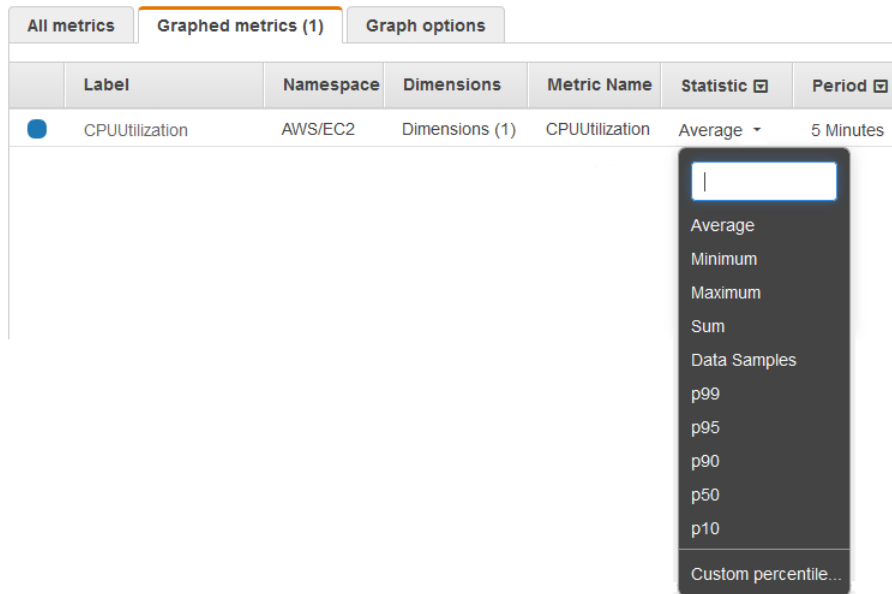 All metrics Graphed metrics (1) Graph options
Label Namespace Dimensions Metric Name Statistic Period
CPUUtilization AWS/EC2 Dimensions (1) CPUUtilization Average 5 Minutes
Average
Minimum
Maximum
Sum
Data Samples
p99
p95
p90
p50
p10
Custom percentile...